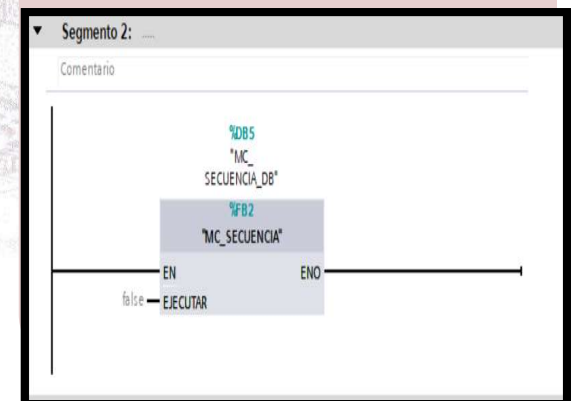 Segmento 2: .....
Comentario
%DB5
"MC_
SECUENCIA_DB"
%FB2
"MC_SECUENCIA"
EN ENO
false EJECUTAR